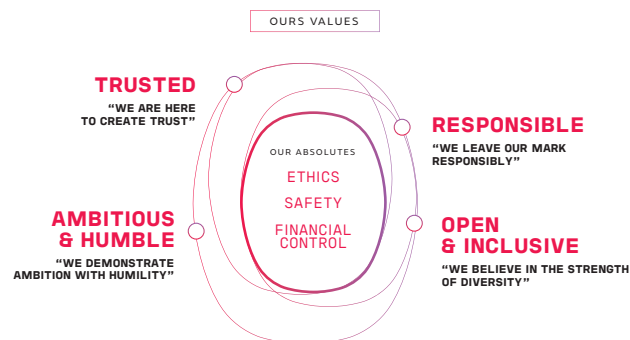 OURS VALUES
TRUSTED
“WE ARE HERE
TO CREATE TRUST”
RESPONSIBLE
“WE LEAVE OUR MARK
RESPONSIBLY”
OUR ABSOLUTES
ETHICS
SAFETY
FINANCIAL
CONTROL
AMBITIOUS
& HUMBLE
“WE DEMONSTRATE
AMBITION WITH HUMILITY”
OPEN
& INCLUSIVE
“WE BELIEVE IN THE STRENGTH
OF DIVERSITY”